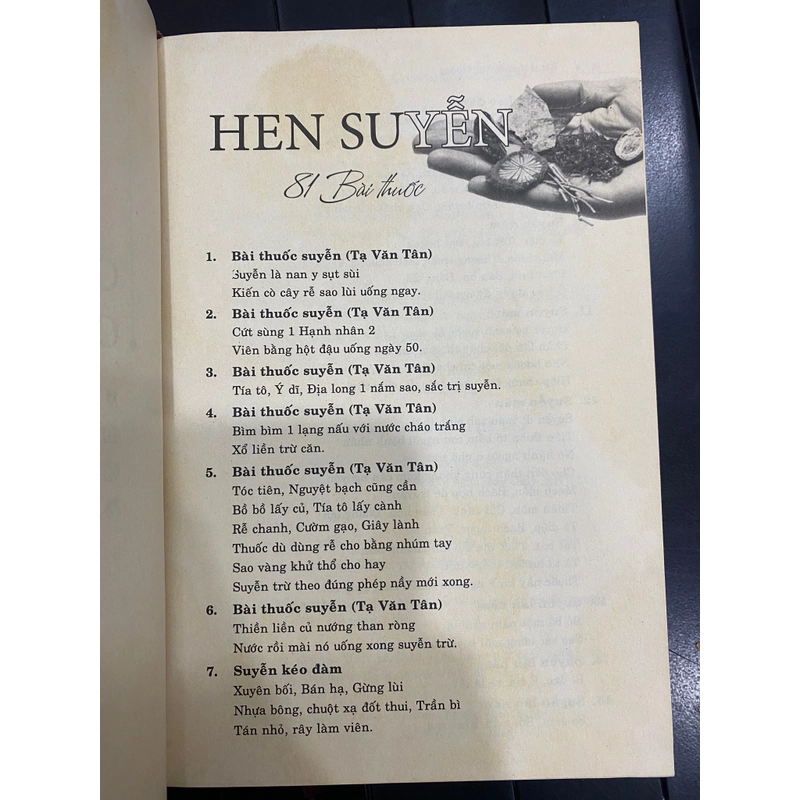 HEN SUYỄN
81 Bài thuốc
1. Bài thuốc suyễn (Tạ Văn Tân)
Suyễn là nan y sụt sùi
Kiến cò cây rễ sao lùi uống ngay.
2. Bài thuốc suyễn (Tạ Văn Tân)
Cứt sùng 1 Hạnh nhân 2
Viên bằng hột đậu uống ngày 50.
3. Bài thuốc suyễn (Tạ Văn Tân)
Tía tô, Ý dĩ, Địa long 1 nắm sao, sắc trị suyễn.
4. Bài thuốc suyễn (Tạ Văn Tân)
Bìm bìm 1 lạng nấu với nước cháo trắng
Xổ liền trừ căn.
5. Bài thuốc suyễn (Tạ Văn Tân)
Tóc tiên, Nguyệt bạch cũng cần
Bồ bồ lấy củ, Tía tô lấy cành
Rễ chanh, Cườm gạo, Giây lành
Thuốc dù dùng rễ cho bằng nhúm tay
Sao vàng khử thổ cho hay
Suyễn trừ theo đúng phép nầy mới xong.
6. Bài thuốc suyễn (Tạ Văn Tân)
Thiền liền củ nướng than ròng
Nước rồi mài nó uống xong suyễn trừ.
7. Suyễn kéo đàm
Xuyên bối, Bán hạ, Gừng lùi
Nhựa bông, chuột xạ đốt thui, Trần bì
Tán nhỏ, rây làm viên.